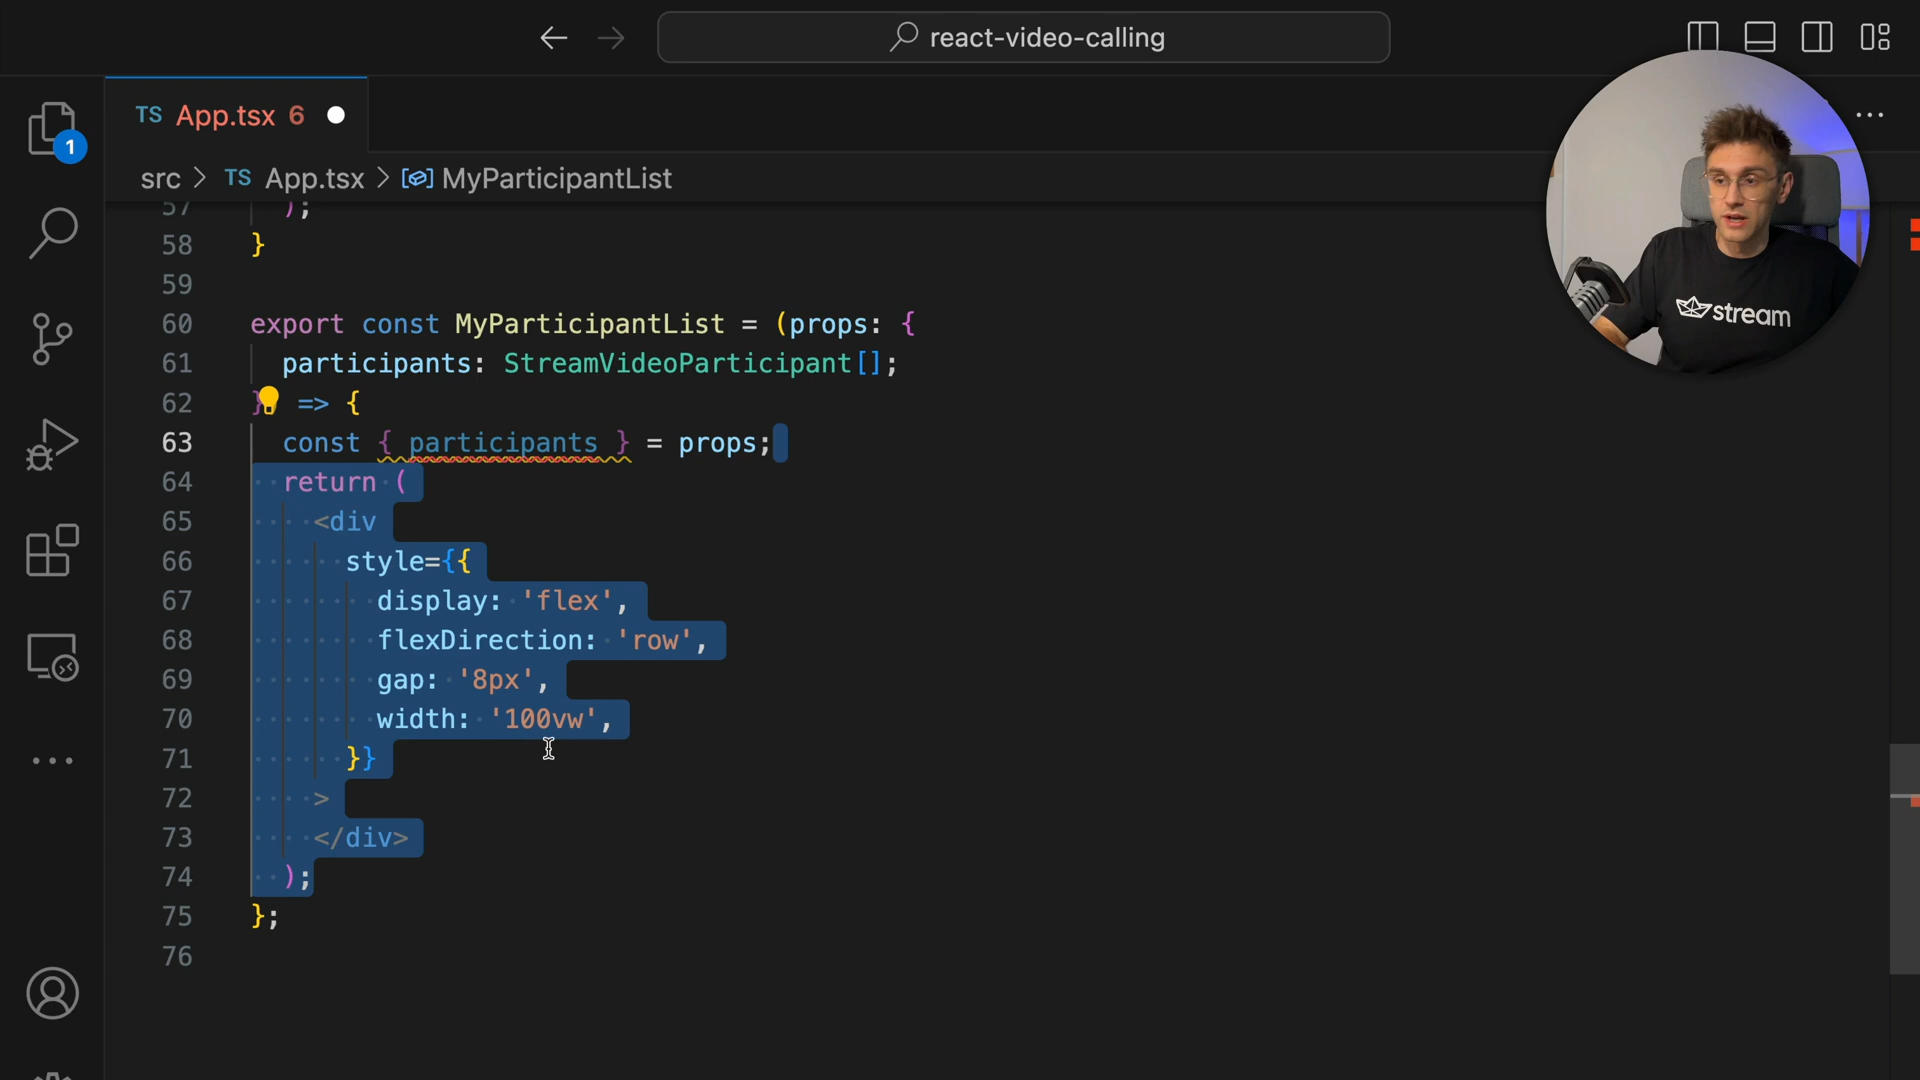 react-video-calling
TS App.tsx 6
1
src > TS App.tsx > MyParticipantList
57 );
58 }
59
60 export const MyParticipantList = (props: {
61 participants: StreamVideoParticipant[];
62 }) => {
63 const { participants } = props;
64 return (
65 <div
66 style={{
67 display: 'flex',
68 flexDirection: 'row',
69 gap: '8px',
70 width: '100vw',
71 }}
72 >
73 </div>
74 );
75 };
76
stream